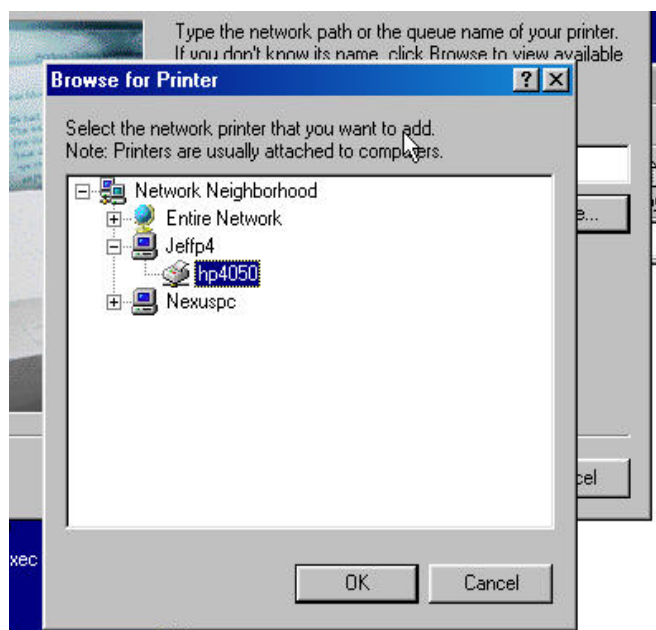 Type the network path or the queue name of your printer.
If you don't know its name, click Browse to view available
Browse for Printer
Select the network printer that you want to add.
Note: Printers are usually attached to computers.
Network Neighborhood
Entire Network
Jeffp4
hp4050
Nexuspc
e...
cel
xec
OK
Cancel